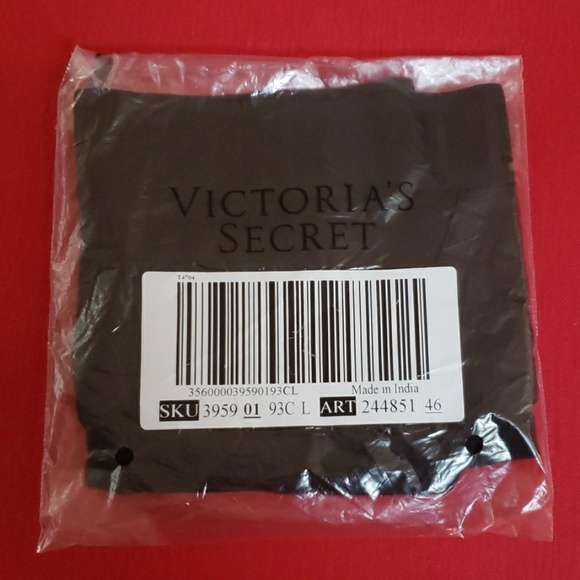 VICTORIA'S
SECRET
T4704
356000039590193CL Made in India
SKU 3959 01 93C L ART 244851 46